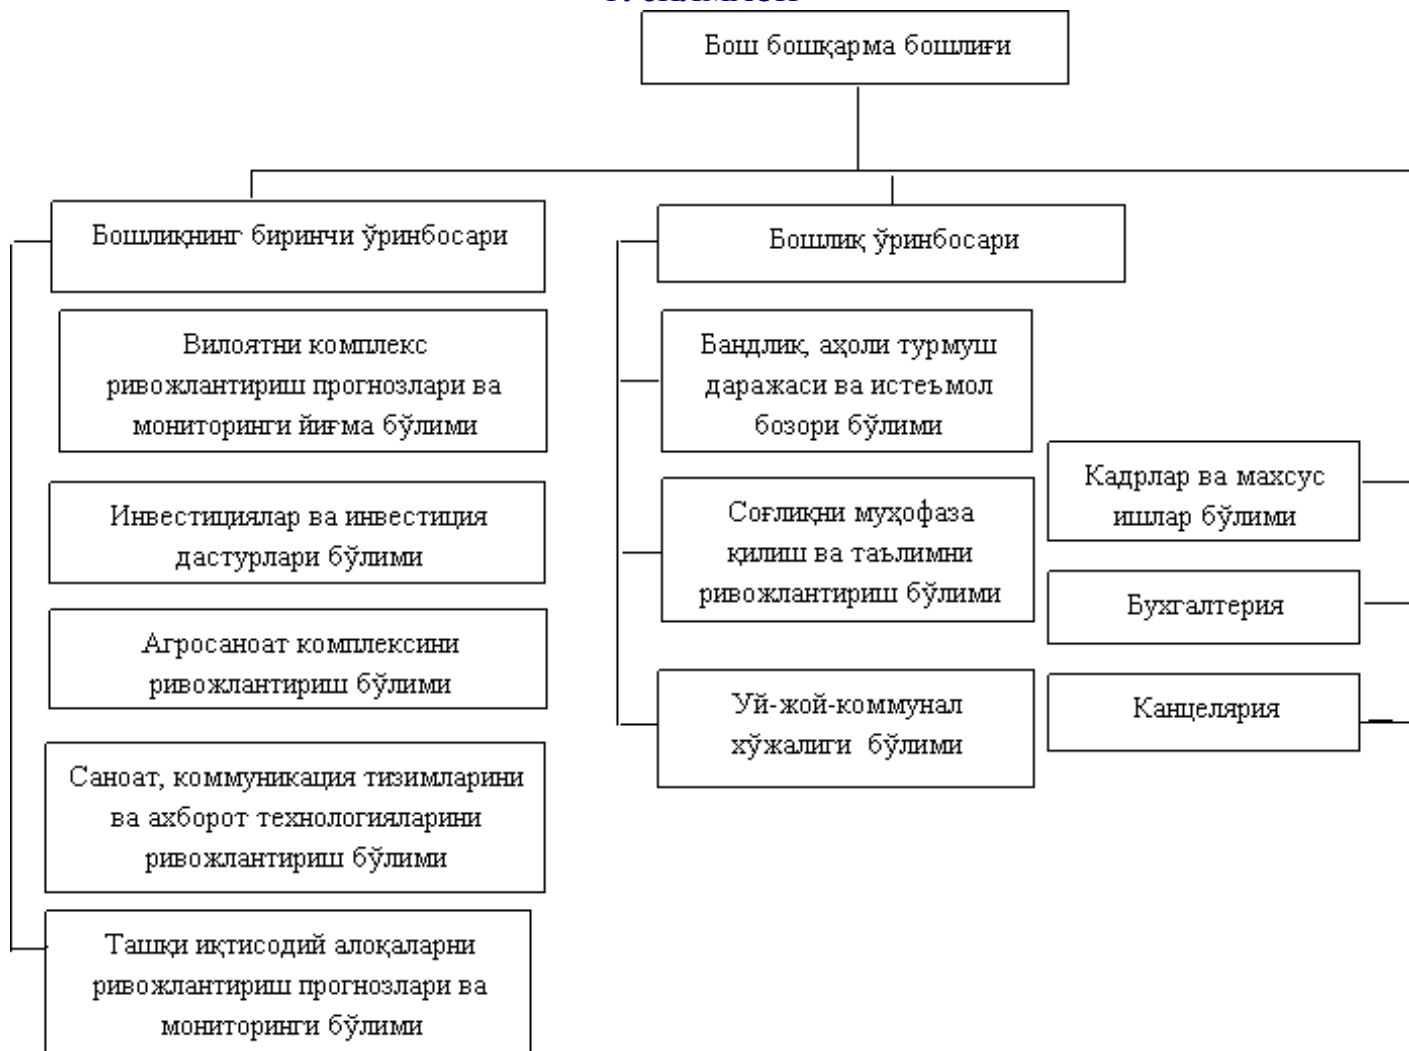 Бош бошқарма бошлиғи
Бошлиқнинг биринчи ўринбосари
Вилоятни комплекс
ривожлантириш прогнозлари ва
мониторинги йиғма бўлими
Инвестициялар ва инвестиция
дастурлари бўлими
Агросаноат комплексини
ривожлантириш бўлими
Саноат, коммуникация тизимларини
ва ахборот технологияларини
ривожлантириш бўлими
Ташқи иқтисодий алоқаларни
ривожлантириш прогнозлари ва
мониторинги бўлими
Бошлиқ ўринбосари
Бандлик, аҳоли турмуш
даражаси ва истеъмол
бозори бўлими
Соғлиқни муҳофаза
қилиш ва таълимни
ривожлантириш бўлими
Уй-жой-коммунал
хўжалиги бўлими
Кадрлар ва махсус
ишлар бўлими
Бухгалтерия
Канцелярия